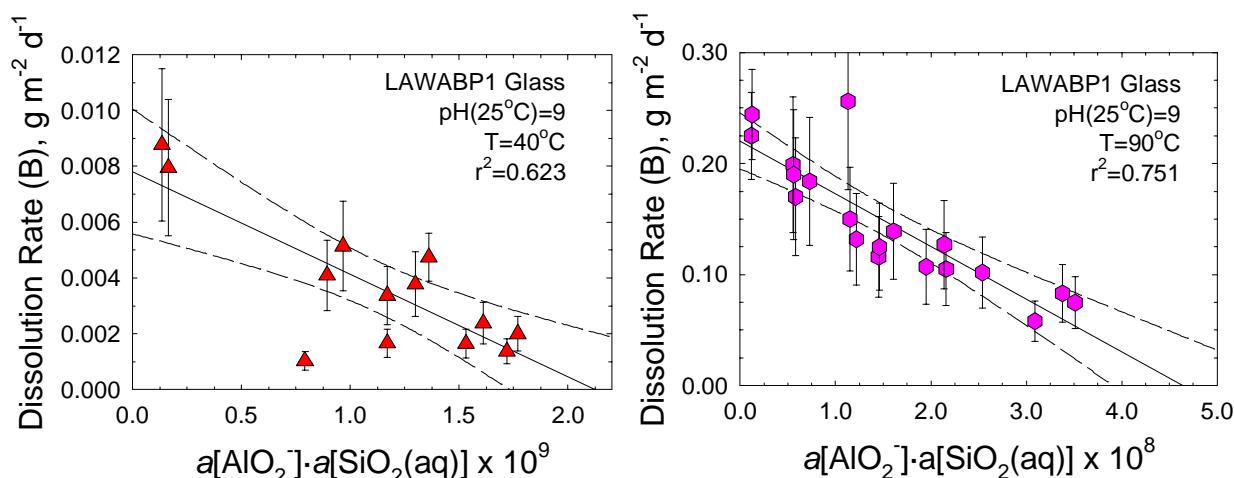 Dissolution Rate (B), g m⁻² d⁻¹
0.012
0.010
0.008
0.006
0.004
0.002
0.000
LAWABP1 Glass
pH(25°C)=9
T=40°C
r²=0.623
0.0 0.5 1.0 1.5 2.0
a[AlO₂⁻]·a[SiO₂(aq)] x 10⁹
Dissolution Rate (B), g m⁻² d⁻¹
0.30
0.20
0.10
0.00
LAWABP1 Glass
pH(25°C)=9
T=90°C
r²=0.751
0.0 1.0 2.0 3.0 4.0 5.0
a[AlO₂⁻]·a[SiO₂(aq)] x 10⁸